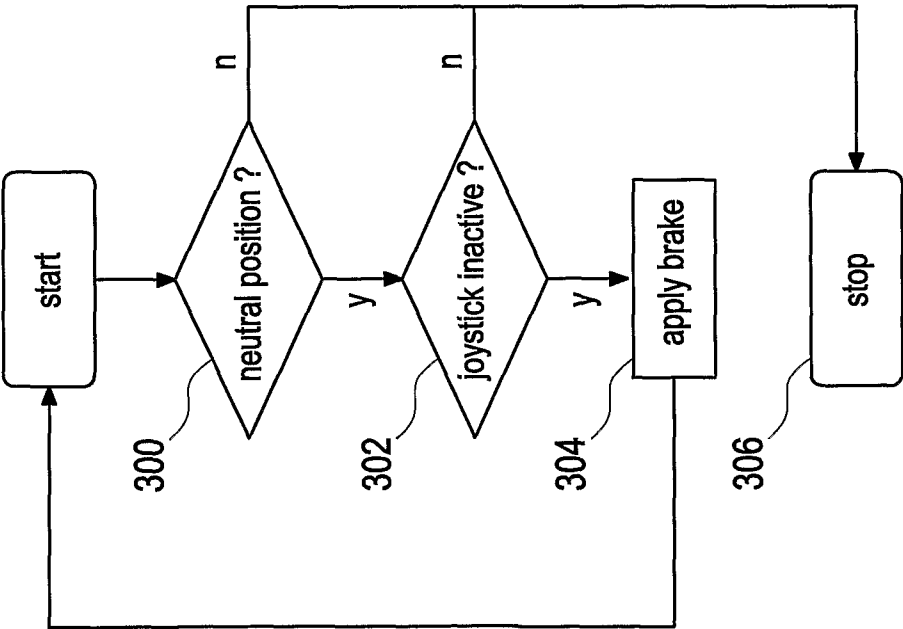 start
neutral position ?
n
300
y
joystick inactive ?
n
302
y
apply brake
304
stop
306